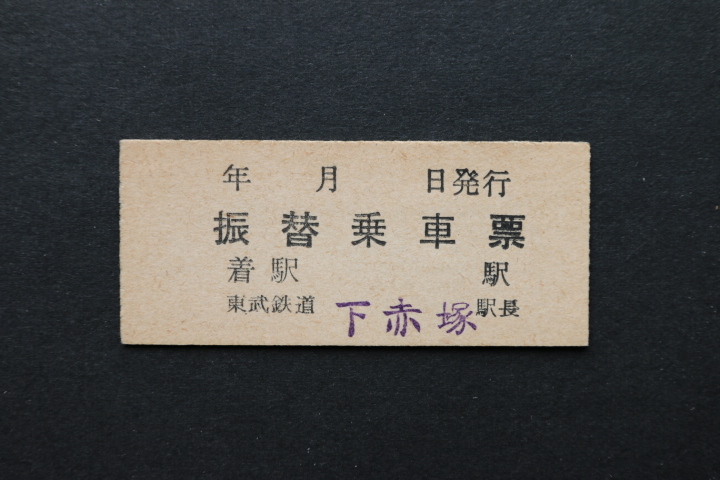 年 月 日発行
振替乗車票
着駅 駅
東武鉄道 下赤塚 駅長